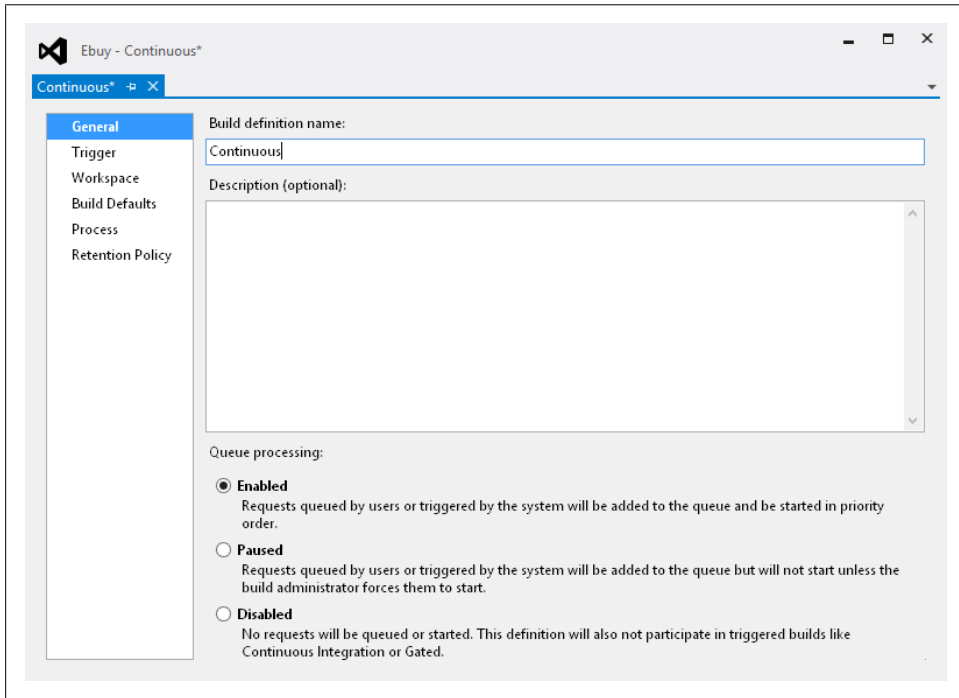 Ebuy - Continuous*
Continuous*
General
Trigger
Workspace
Build Defaults
Process
Retention Policy
Build definition name:
Continuous
Description (optional):
Queue processing:
Enabled
Requests queued by users or triggered by the system will be added to the queue and be started in priority
order.
Paused
Requests queued by users or triggered by the system will be added to the queue but will not start unless the
build administrator forces them to start.
Disabled
No requests will be queued or started. This definition will also not participate in triggered builds like
Continuous Integration or Gated.